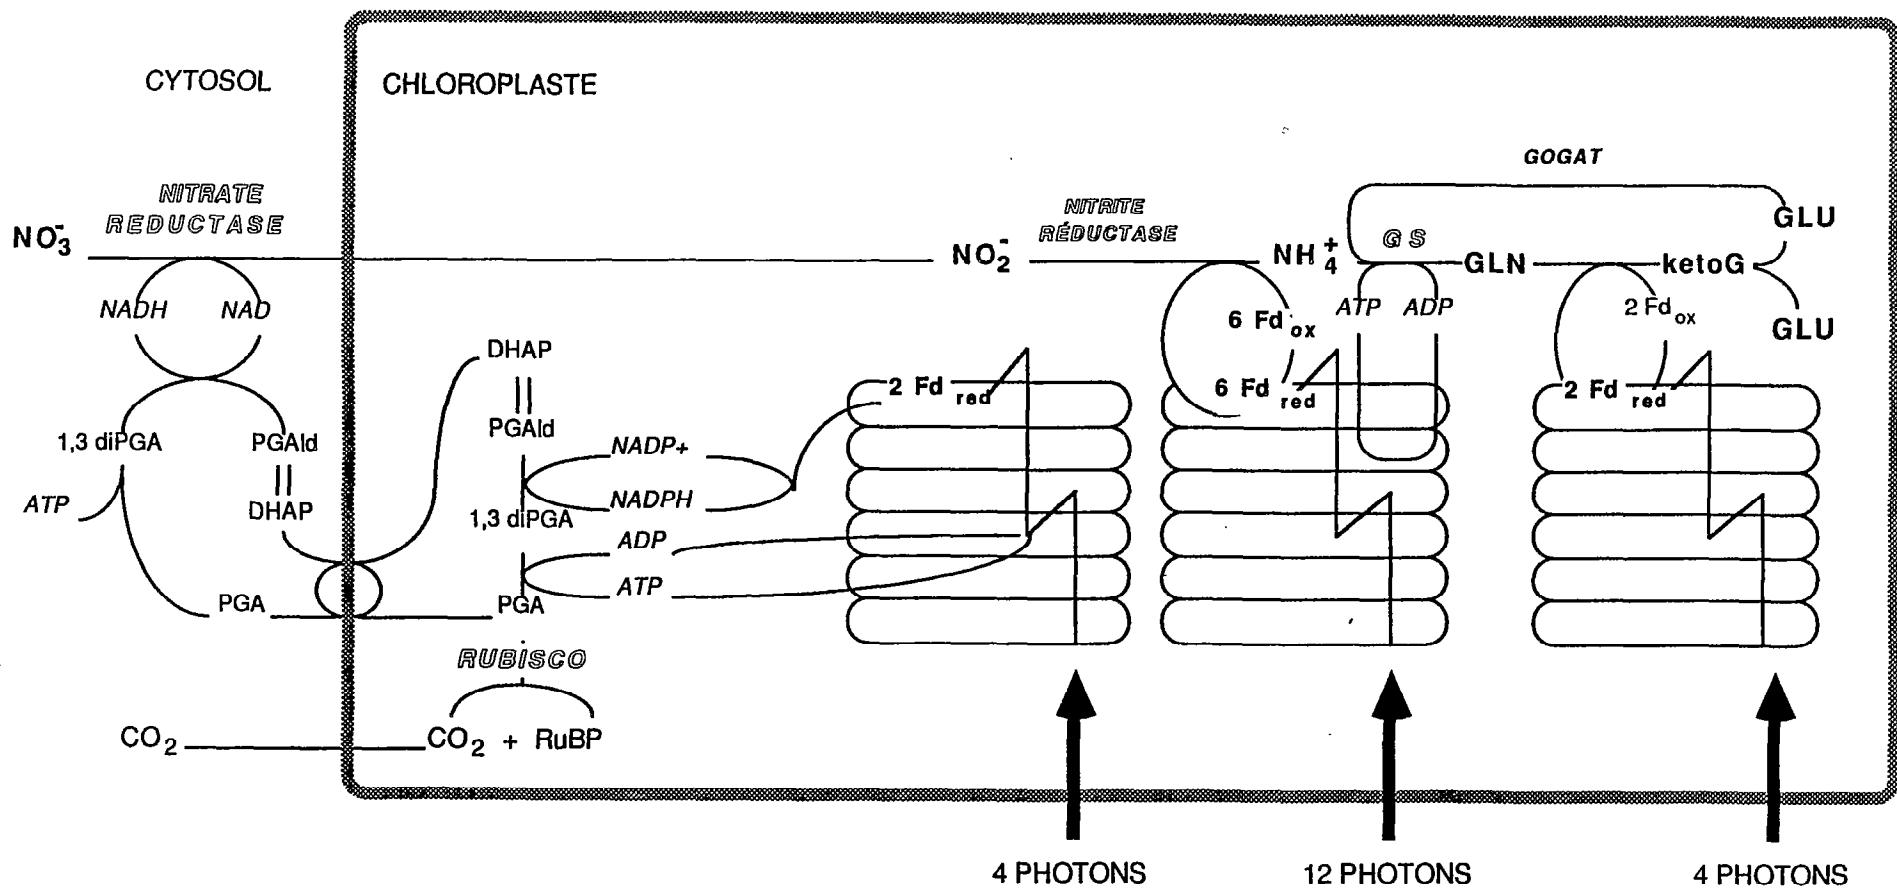 CYTOSOL
CHLOROPLASTE
GOGAT
NITRATE
REDUCTASE
NITRITE
RÉDUCTASE
GS
GLU
NO3-
NO2-
NH4+
GLN
ketoG
GLU
NADH
NAD
6 Fd ox
ATP
ADP
2 Fd ox
DHAP
2 Fd red
6 Fd red
2 Fd red
PGAld
1,3 diPGA
PGAld
NADP+
NADPH
ATP
DHAP
1,3 diPGA
ADP
ATP
PGA
PGA
RUBISCO
CO2
CO2 + RuBP
4 PHOTONS
12 PHOTONS
4 PHOTONS